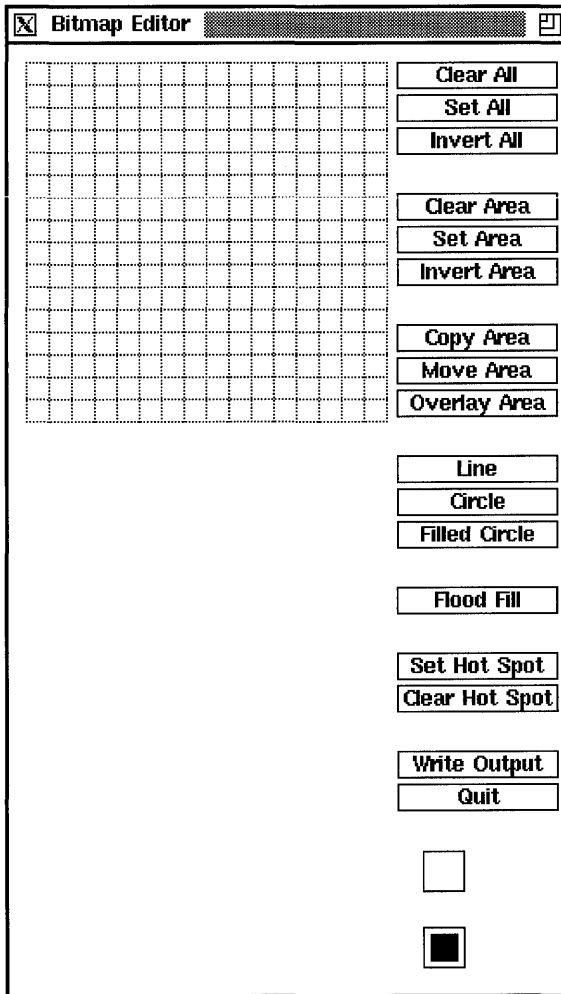 X Bitmap Editor
Clear All
Set All
Invert All
Clear Area
Set Area
Invert Area
Copy Area
Move Area
Overlay Area
Line
Circle
Filled Circle
Flood Fill
Set Hot Spot
Clear Hot Spot
Write Output
Quit